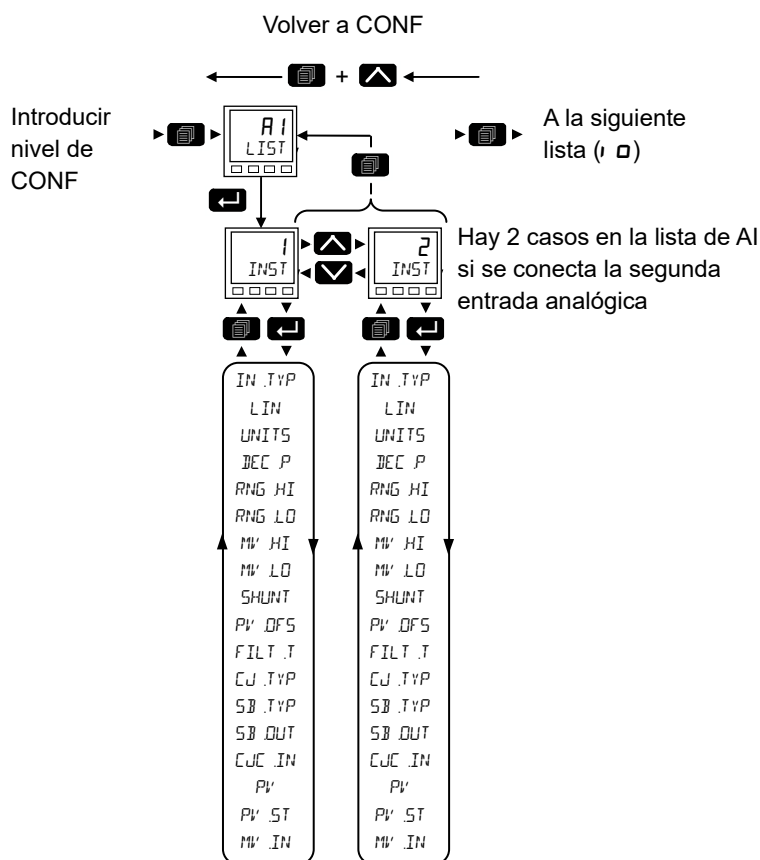 Volver a CONF
+
Introducir
nivel de
CONF
AI
LIST
A la siguiente
lista (I O)
1
INST
2
INST
Hay 2 casos en la lista de AI
si se conecta la segunda
entrada analógica
IN.TYP
LIN
UNITS
DEC.P
RNG.HI
RNG.LO
MV.HI
MV.LO
SHUNT
PV.OFS
FILT.T
CJ.TYP
SB.TYP
SB.OUT
CJC.IN
PV
PV.ST
MV.IN
IN.TYP
LIN
UNITS
DEC.P
RNG.HI
RNG.LO
MV.HI
MV.LO
SHUNT
PV.OFS
FILT.T
CJ.TYP
SB.TYP
SB.OUT
CJC.IN
PV
PV.ST
MV.IN